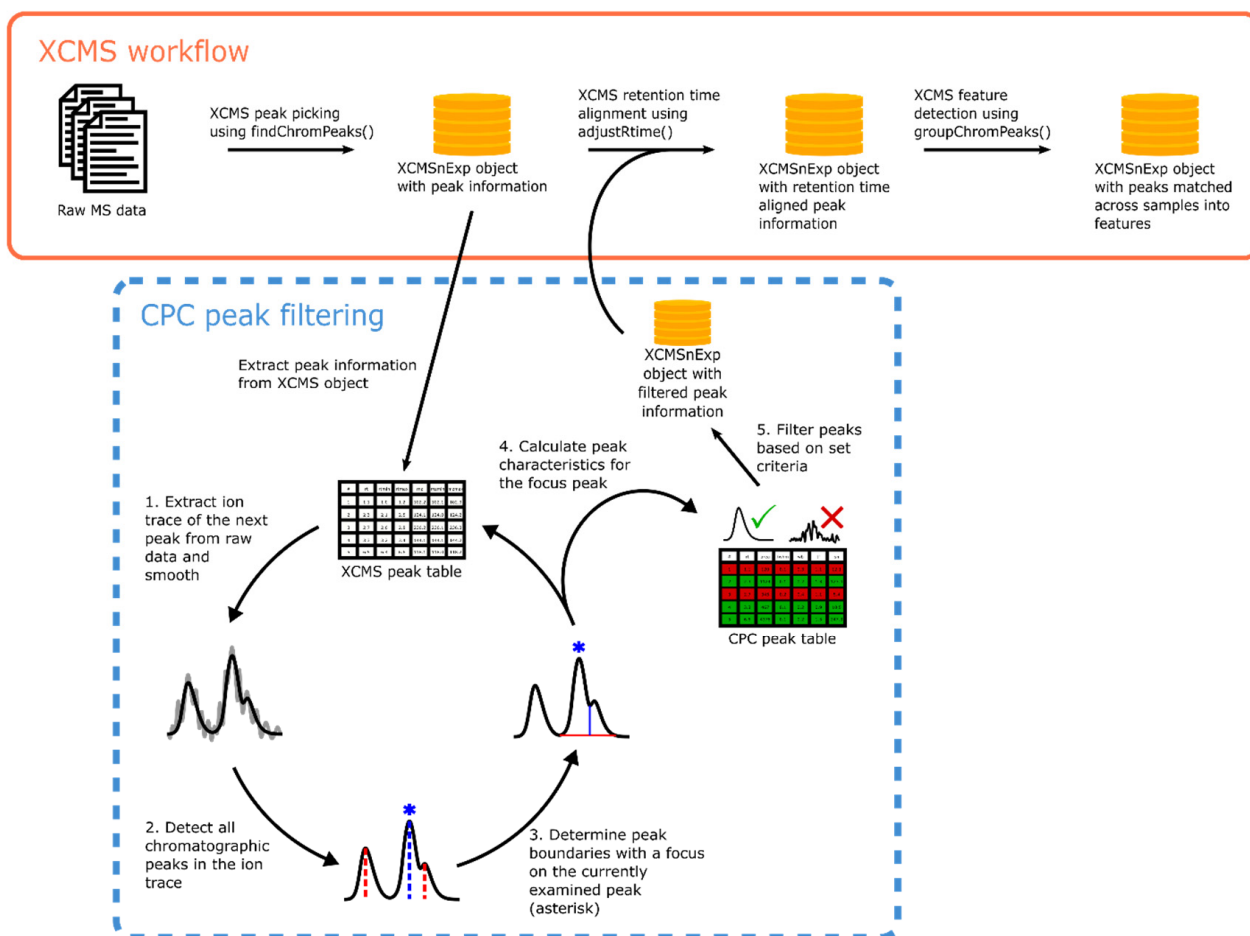 XCMS workflow
Raw MS data
XCMS peak picking
using findChromPeaks()
XCMSnExp object
with peak information
XCMS retention time
alignment using
adjustRtime()
XCMSnExp object
with retention time
aligned peak
information
XCMS feature
detection using
groupChromPeaks()
XCMSnExp object
with peaks matched
across samples into
features
CPC peak filtering
Extract peak information
from XCMS object
XCMSnExp
object with
filtered peak
information
5. Filter peaks
based on set
criteria
4. Calculate peak
characteristics for
the focus peak
1. Extract ion
trace of the next
peak from raw
data and
smooth
XCMS peak table
CPC peak table
2. Detect all
chromatographic
peaks in the ion
trace
3. Determine peak
boundaries with a focus
on the currently
examined peak
(asterisk)